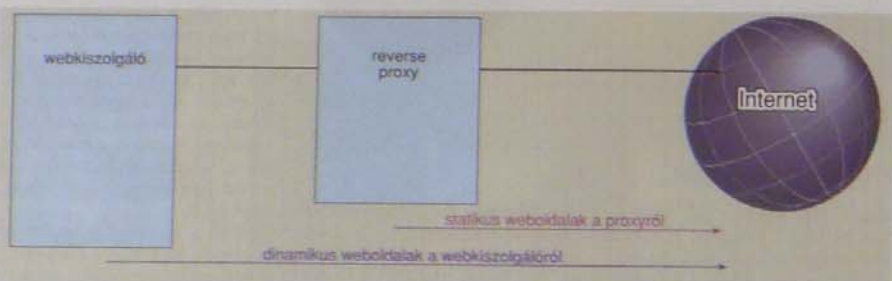 webkiszolgáló
reverse
proxy
Internet
statikus weboldalak a proxyról
dinamikus weboldalak a webkiszolgálóról